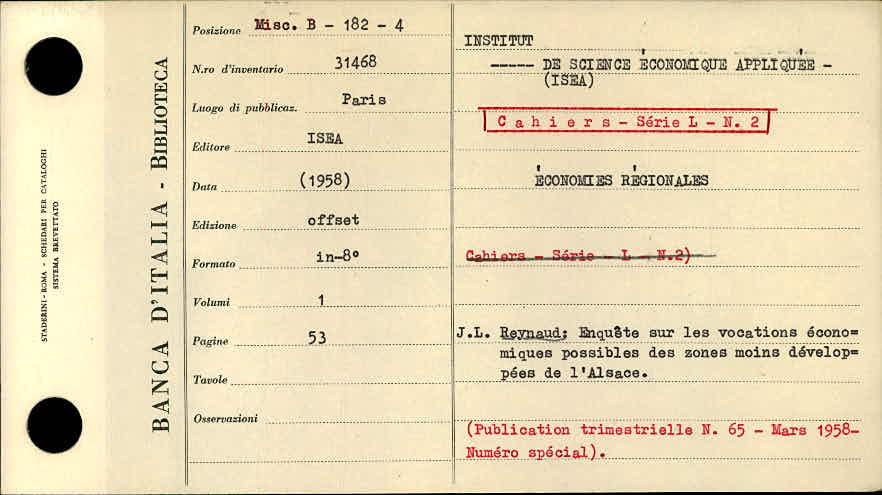 STADERINI - ROMA - SCHEDARI PER CATALOGHI
SISTEMA BREVETTATO
BANCA D'ITALIA - BIBLIOTECA
Posizione Misc. B - 182 - 4
N.ro d'inventario 31468
Luogo di pubblicaz. Paris
Editore ISEA
Data (1958)
Edizione offset
Formato in-8°
Volumi 1
Pagine 53
Tavole
Osservazioni
INSTITUT
----- DE SCIENCE ÉCONOMIQUE APPLIQUÉE -
(ISEA)
Cahiers - Série L - N. 2
ÉCONOMIES RÉGIONALES
Cahiers - Série - L - N.2)
J.L. Reynaud; Enquête sur les vocations écono=
miques possibles des zones moins dévelop=
pées de l'Alsace.
(Publication trimestrielle N. 65 - Mars 1958-
Numéro spécial).